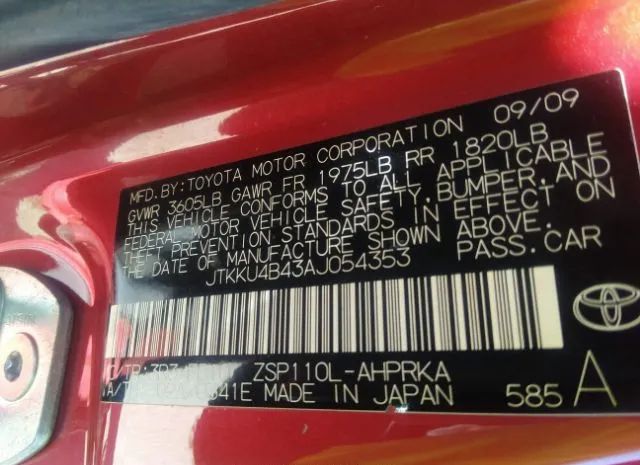 MFD.BY:TOYOTA MOTOR CORPORATION 09/09
GVWR 3605LB GAWR FR 1975LB RR 1820LB
THIS VEHICLE CONFORMS TO ALL APPLICABLE
FEDERAL MOTOR VEHICLE SAFETY,BUMPER,AND
THEFT PREVENTION STANDARDS IN EFFECT ON
THE DATE OF MANUFACTURE SHOWN ABOVE.
JTKKU4B43AJ054353 PASS.CAR
ZSP110L-AHPRKA
MADE IN JAPAN 585 A